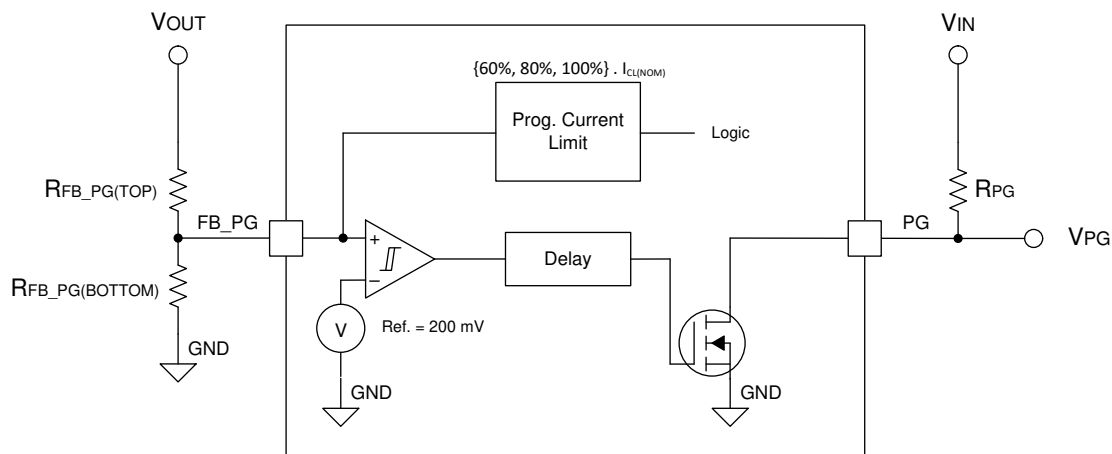 VOUT
VIN
{60%, 80%, 100%} . ICL(NOM)
Prog. Current
Limit
Logic
RFB_PG(TOP)
RPG
FB_PG
PG
+
VPG
Delay
−
RFB_PG(BOTTOM)
V
Ref. = 200 mV
GND
GND
GND